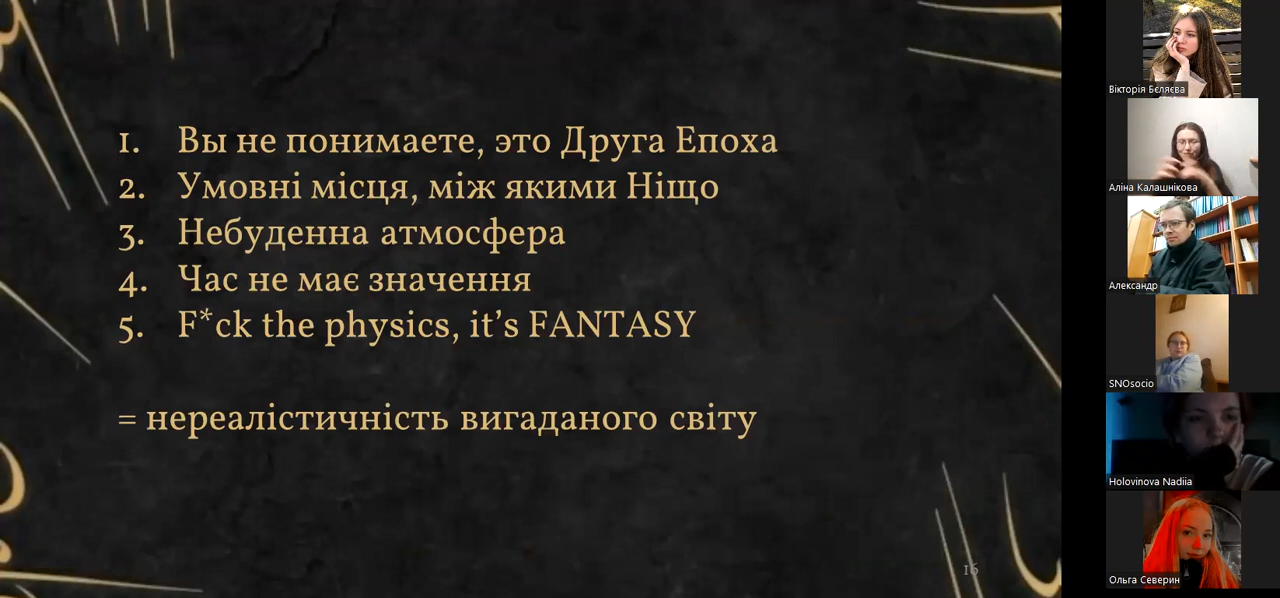 1. Вы не понимаете, это Друга Епоха
2. Умовні місця, між якими Ніщо
3. Небуденна атмосфера
4. Час не має значення
5. F*ck the physics, it’s FANTASY
= нереалістичність вигаданого світу
16
Вікторія Бєляєва
Аліна Калашнікова
Александр
SNOsocio
Holovinova Nadiia
Ольга Северин